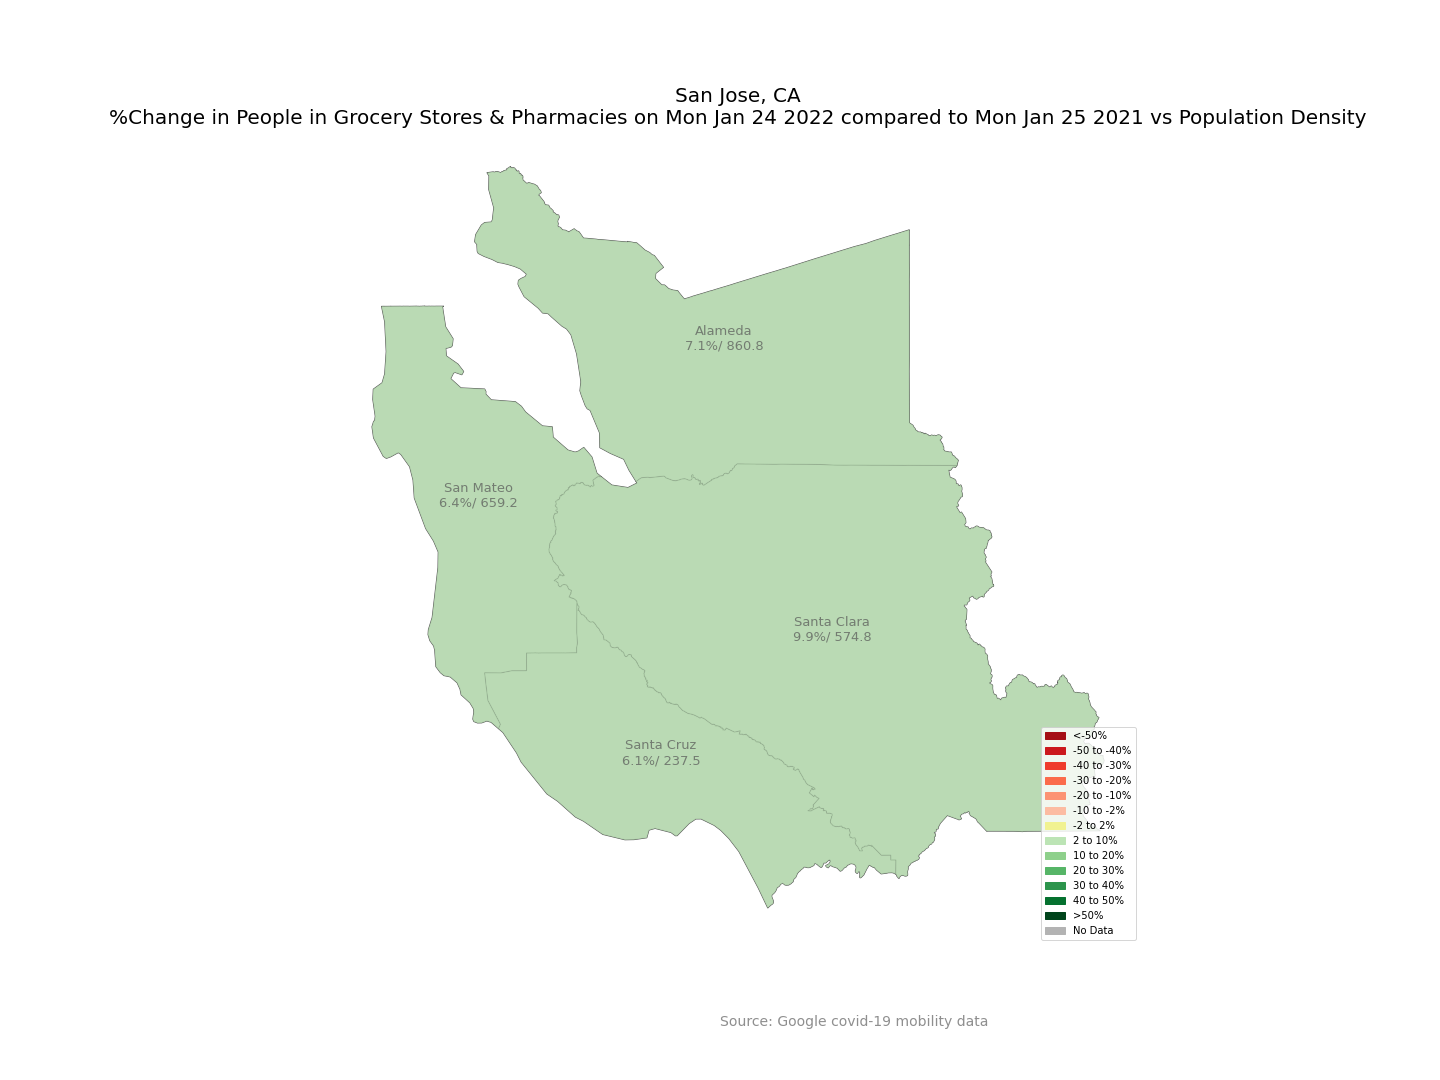 San Jose, CA
%Change in People in Grocery Stores & Pharmacies on Mon Jan 24 2022 compared to Mon Jan 25 2021 vs Population Density
Alameda
7.1%/ 860.8
San Mateo
6.4%/ 659.2
Santa Clara
9.9%/ 574.8
Santa Cruz
6.1%/ 237.5
<-50%
-50 to -40%
-40 to -30%
-30 to -20%
-20 to -10%
-10 to -2%
-2 to 2%
2 to 10%
10 to 20%
20 to 30%
30 to 40%
40 to 50%
>50%
No Data
Source: Google covid-19 mobility data